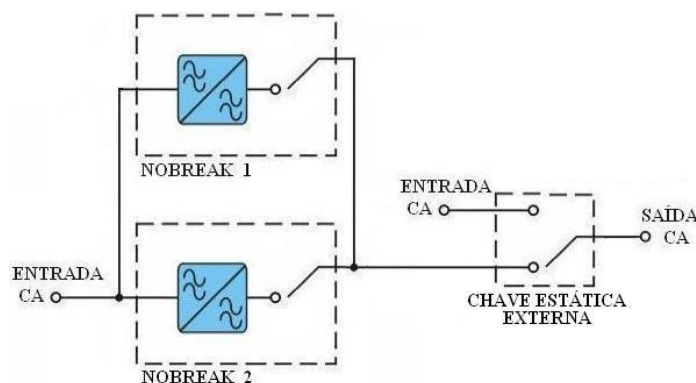 NOBREAK 1
ENTRADA
CA
SAÍDA
CA
ENTRADA
CA
CHAVE ESTÁTICA
EXTERNA
NOBREAK 2